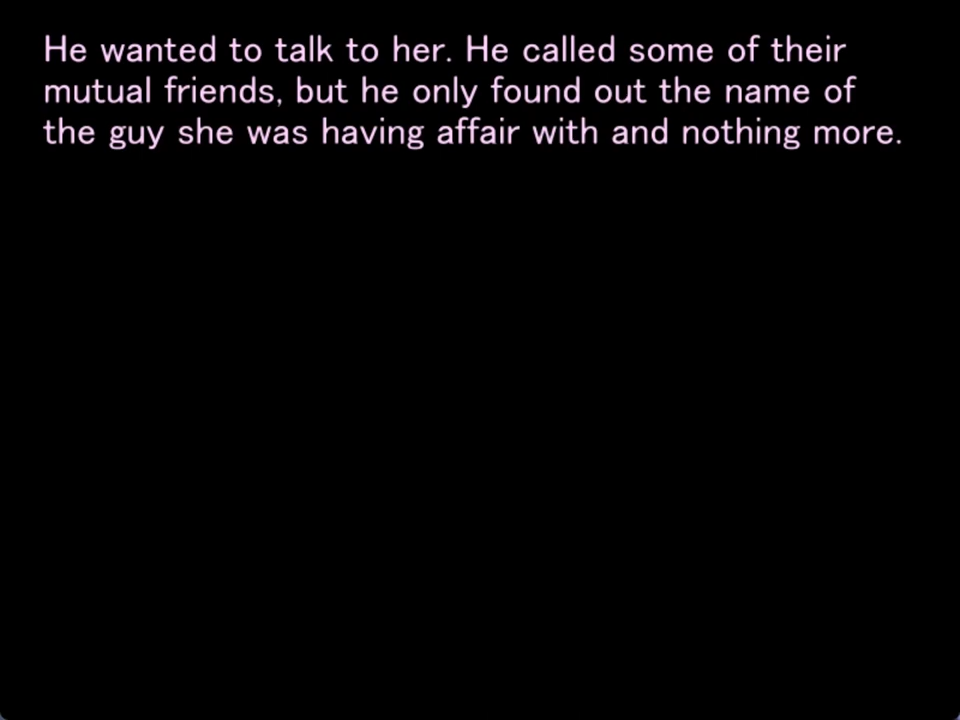 He wanted to talk to her. He called some of their
mutual friends, but he only found out the name of
the guy she was having affair with and nothing more.